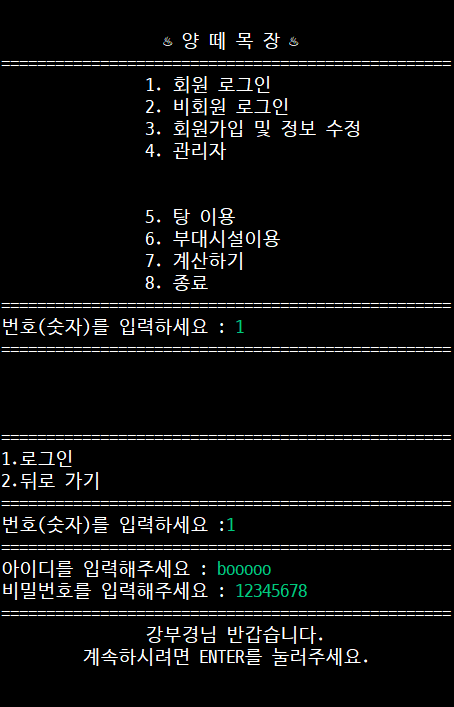 ♨ 양 떼 목 장 ♨
==================================================
1. 회원 로그인
2. 비회원 로그인
3. 회원가입 및 정보 수정
4. 관리자
5. 탕 이용
6. 부대시설이용
7. 계산하기
8. 종료
==================================================
번호(숫자)를 입력하세요 : 1
==================================================
==================================================
1.로그인
2.뒤로 가기
==================================================
번호(숫자)를 입력하세요 :1
==================================================
아이디를 입력해주세요 : booooo
비밀번호를 입력해주세요 : 12345678
==================================================
강부경님 반갑습니다.
계속하시려면 ENTER를 눌러주세요.